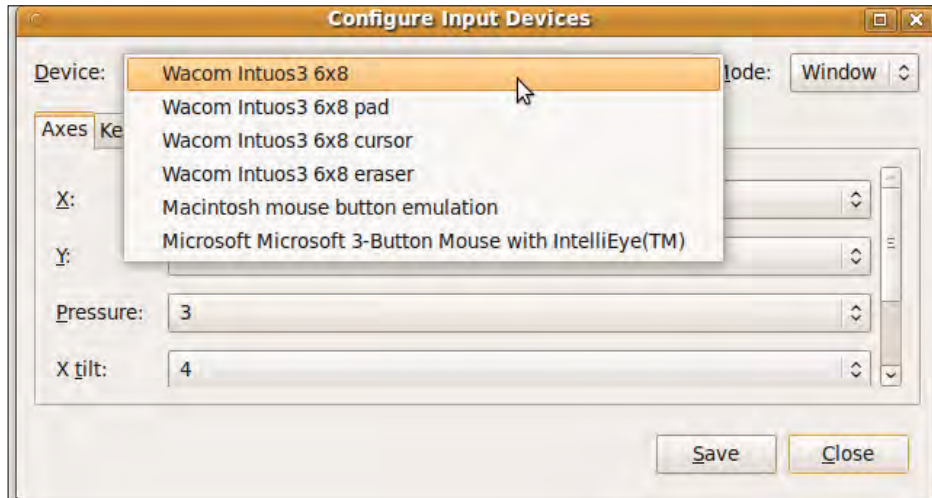 Configure Input Devices
Device: Wacom Intuos3 6x8 Mode: Window
Wacom Intuos3 6x8 pad
Axes Ke Wacom Intuos3 6x8 cursor
Wacom Intuos3 6x8 eraser
X: Macintosh mouse button emulation
Microsoft Microsoft 3-Button Mouse with IntelliEye(TM)
Y:
Pressure: 3
X tilt: 4
Save Close